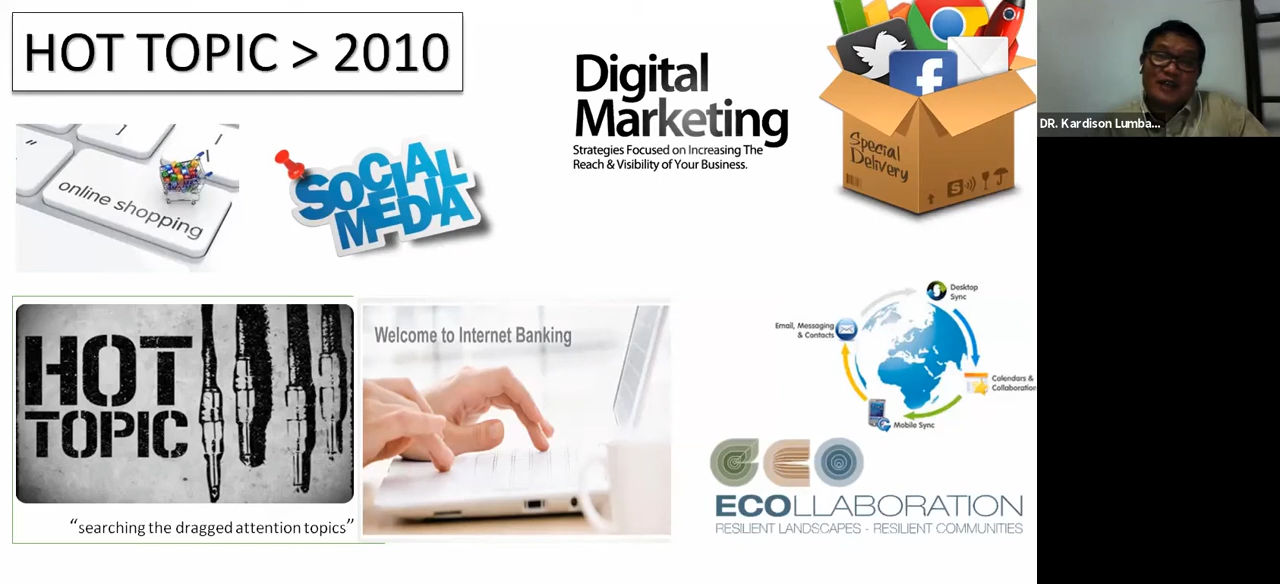 HOT TOPIC > 2010
DR. Kardison Lumba...
Digital
Marketing
Strategies Focused on Increasing The
Reach & Visibility of Your Business.
Special
Delivery
online shopping
SOCIAL
MEDIA
HOT
TOPIC
“searching the dragged attention topics”
Welcome to Internet Banking
Desktop
Sync
Email, Messaging
& Contacts
Calendars &
Collaboration
Mobile Sync
eco
ECOLLABORATION
RESILIENT LANDSCAPES - RESILIENT COMMUNITIES